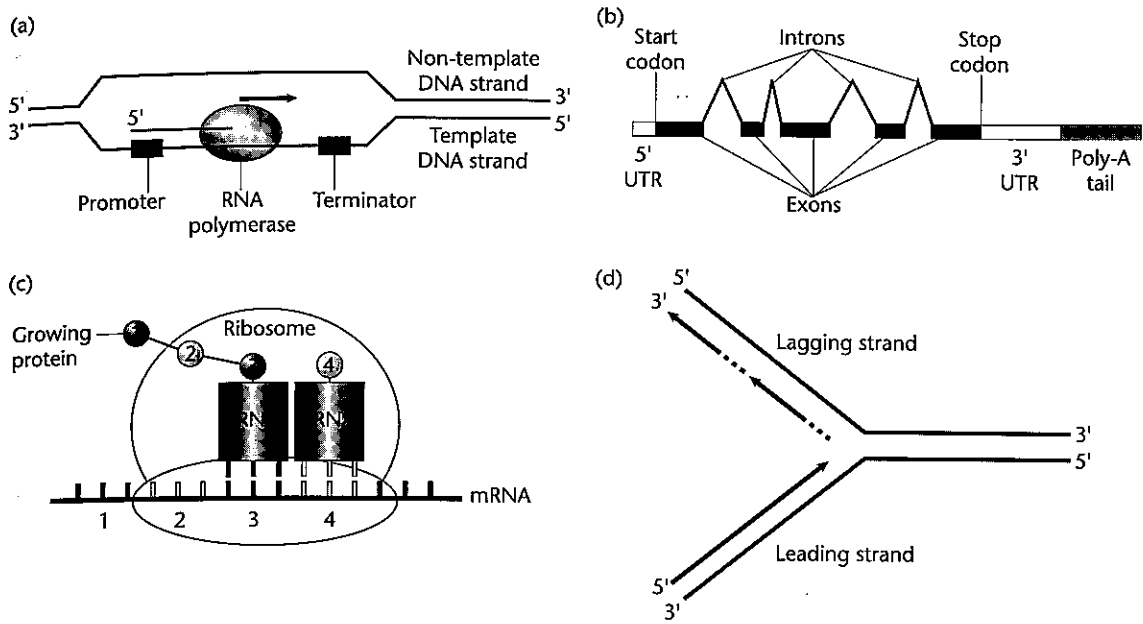 (a)
Non-template
DNA strand
5'
3'
3'
5'
5'
Template
DNA strand
Promoter
RNA
polymerase
Terminator
(b)
Start
codon
Introns
Stop
codon
5'
UTR
Exons
3'
UTR
Poly-A
tail
(c)
Growing
protein
Ribosome
2
4
mRNA
1
2
3
4
(d)
5'
3'
Lagging strand
3'
5'
Leading strand
5'
3'